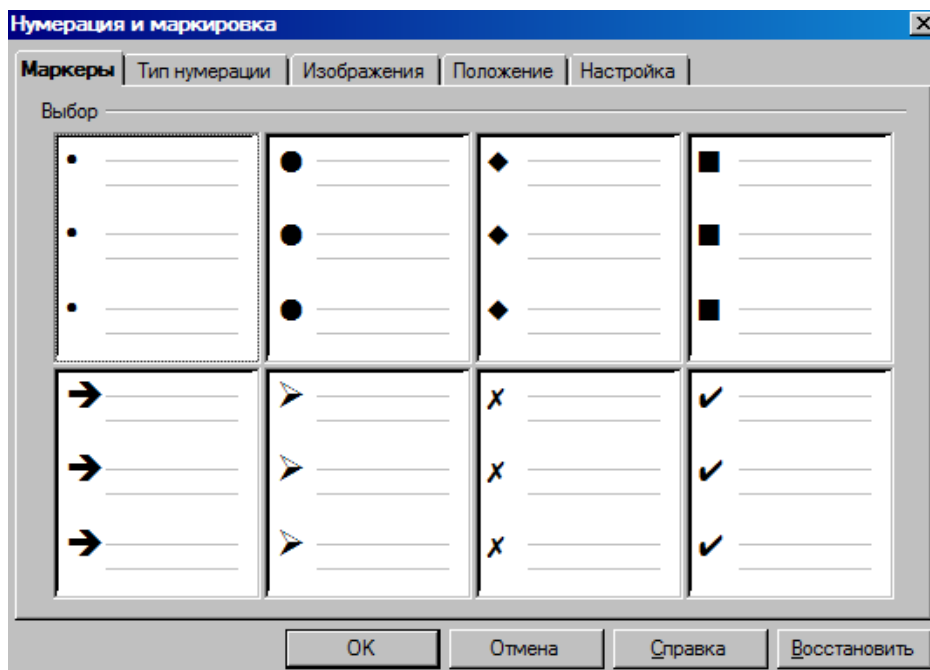 Нумерация и маркировка
Маркеры Тип нумерации Изображения Положение Настройка
Выбор
OK Отмена Справка Восстановить